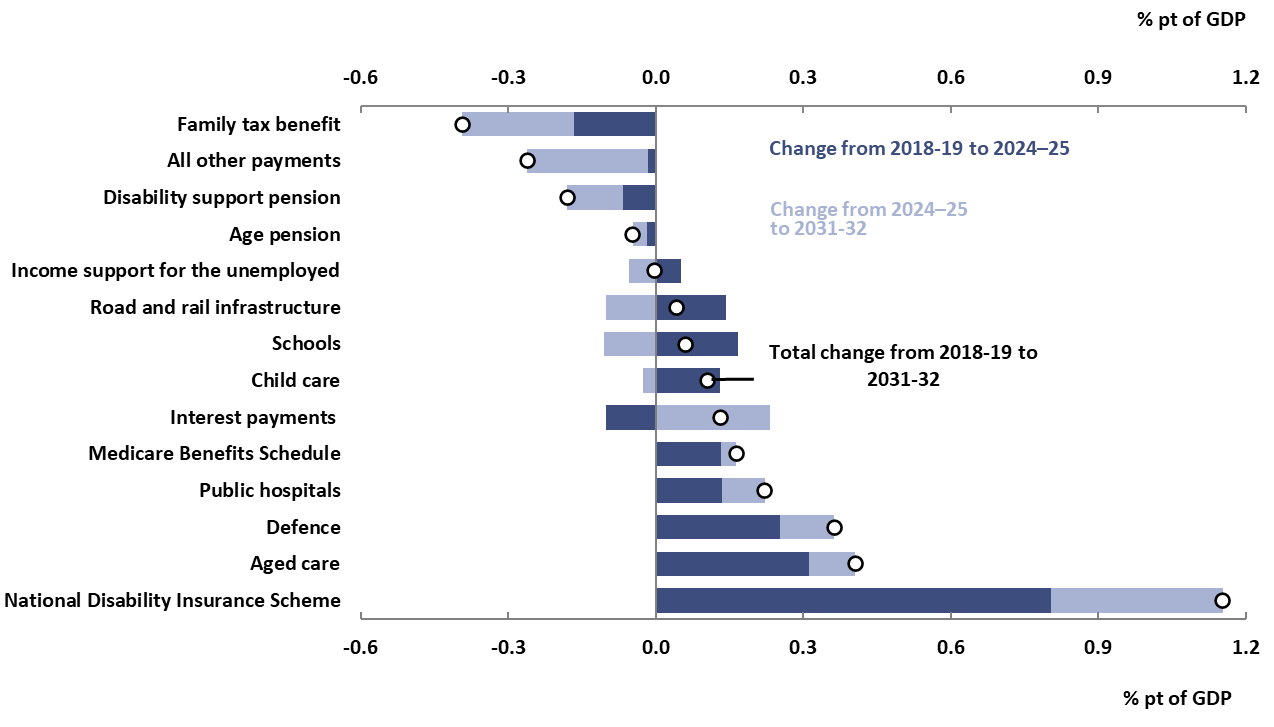 % pt of GDP
-0.6 -0.3 0.0 0.3 0.6 0.9 1.2
Family tax benefit
All other payments
Disability support pension
Age pension
Income support for the unemployed
Road and rail infrastructure
Schools
Child care
Interest payments
Medicare Benefits Schedule
Public hospitals
Defence
Aged care
National Disability Insurance Scheme
Change from 2018-19 to 2024–25
Change from 2024–25
to 2031-32
Total change from 2018-19 to
2031-32
-0.6 -0.3 0.0 0.3 0.6 0.9 1.2
% pt of GDP